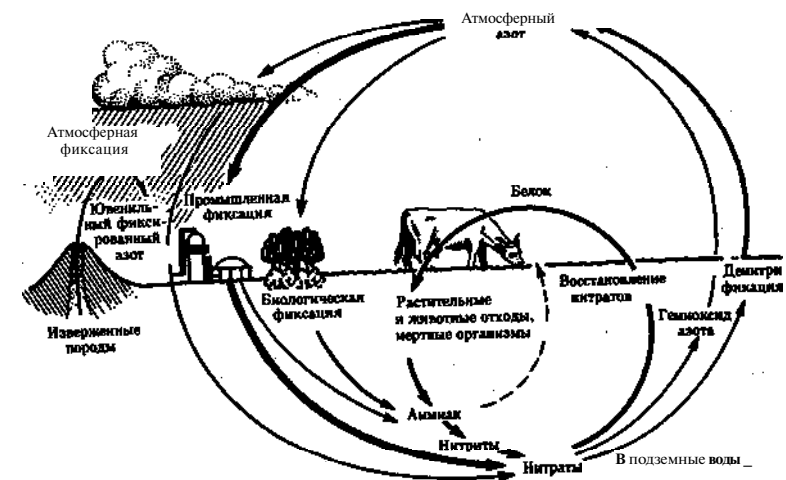 Атмосферный
азот
Атмосферная
фиксация
Ювениль-
ный фикси-
рованный
азот
Промышленная
фиксация
Белок
Биологическая
фиксация
Растительные
и животные отходы,
мертвые организмы
Восстановление
нитратов
Денитри
фикация
Гемиоксид
азота
Изверженные
породы
Аммиак
Нитриты
Нитраты
В подземные воды